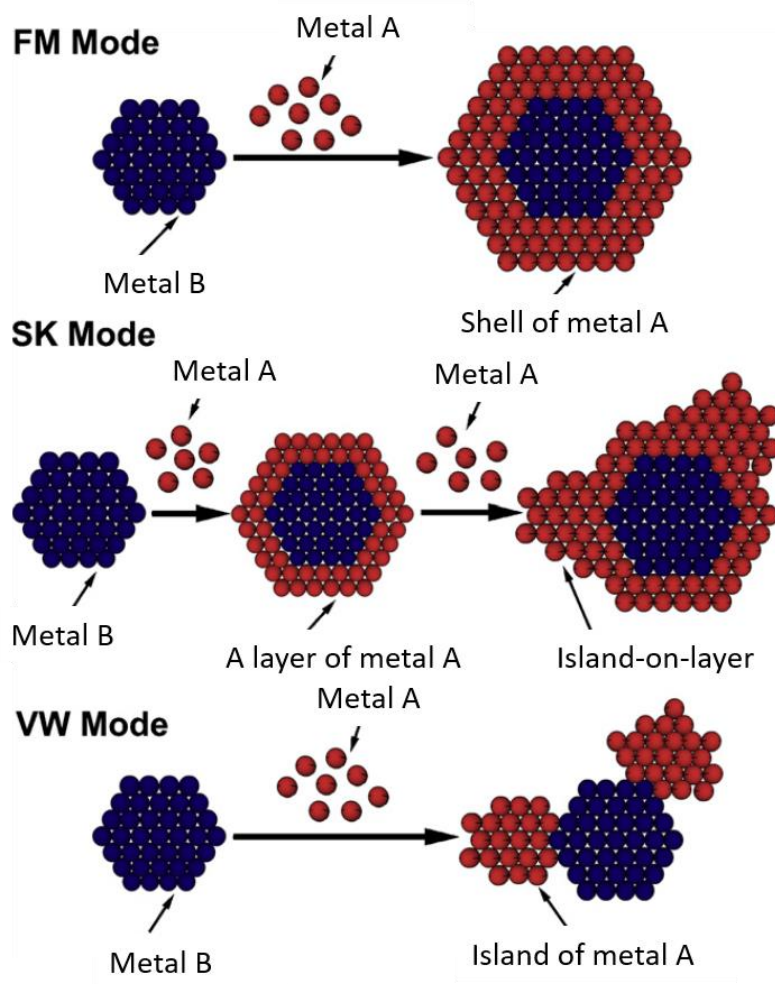 FM Mode
Metal A
Metal B
Shell of metal A
SK Mode
Metal A
Metal A
Metal B
A layer of metal A
Island-on-layer
VW Mode
Metal A
Metal B
Island of metal A